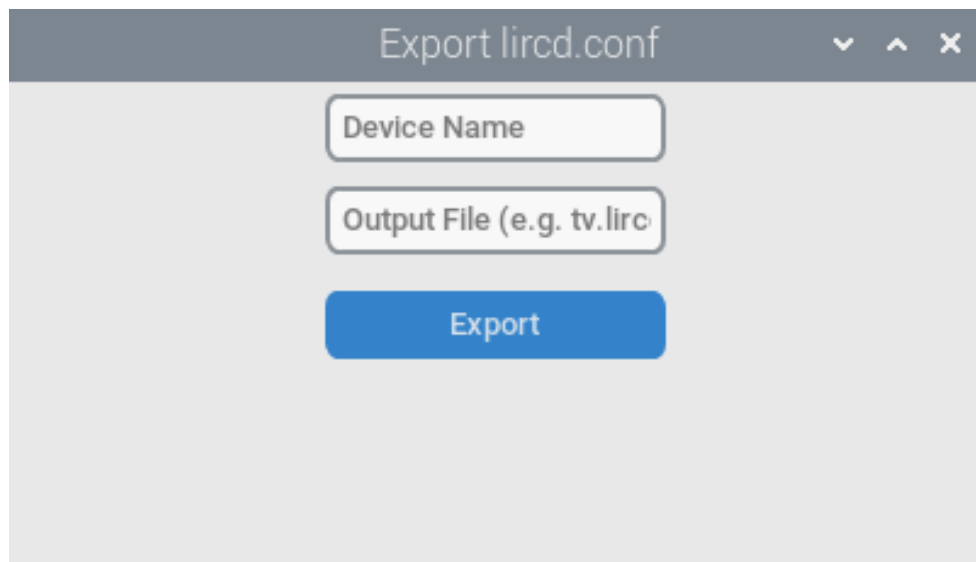 Export lircd.conf
Device Name
Output File (e.g. tv.lirc
Export